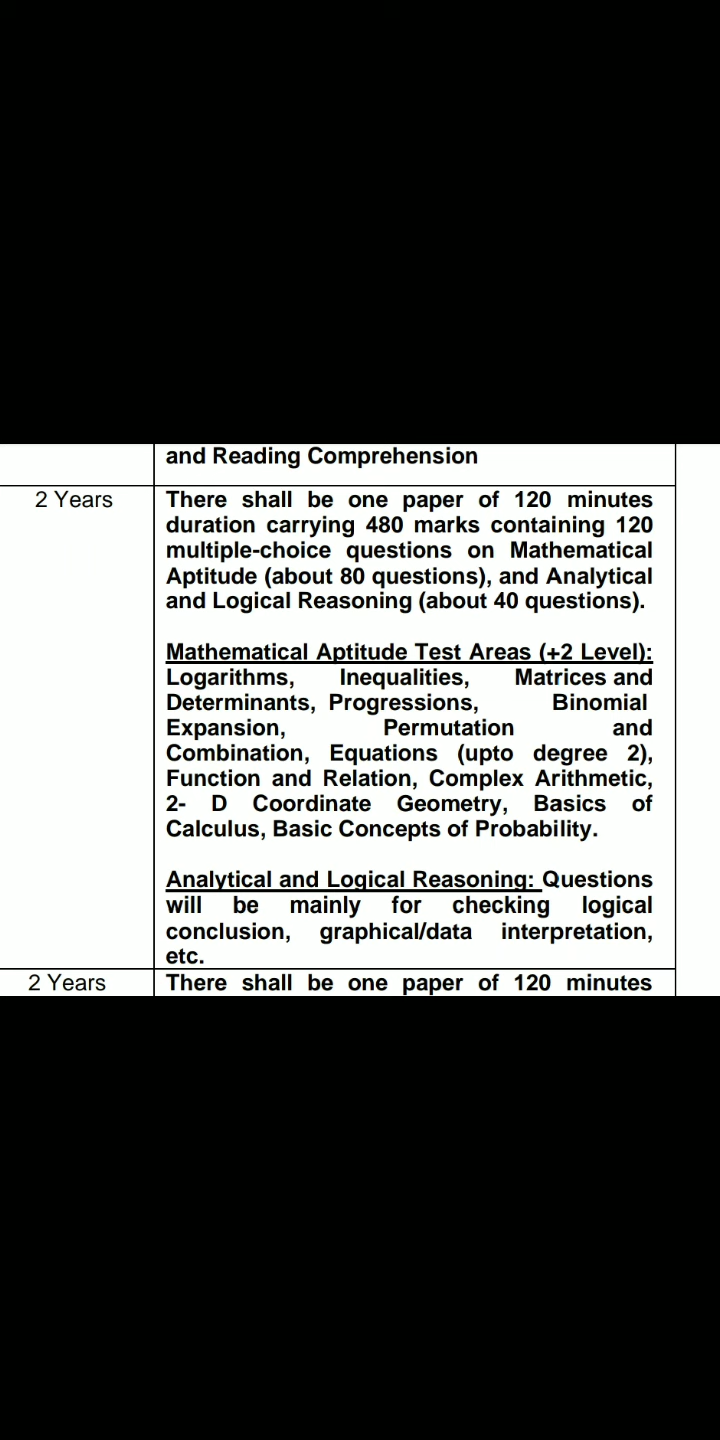 and Reading Comprehension
2 Years
There shall be one paper of 120 minutes
duration carrying 480 marks containing 120
multiple-choice questions on Mathematical
Aptitude (about 80 questions), and Analytical
and Logical Reasoning (about 40 questions).
Mathematical Aptitude Test Areas (+2 Level):
Logarithms, Inequalities, Matrices and
Determinants, Progressions, Binomial
Expansion, Permutation and
Combination, Equations (upto degree 2),
Function and Relation, Complex Arithmetic,
2- D Coordinate Geometry, Basics of
Calculus, Basic Concepts of Probability.
Analytical and Logical Reasoning: Questions
will be mainly for checking logical
conclusion, graphical/data interpretation,
etc.
2 Years
There shall be one paper of 120 minutes